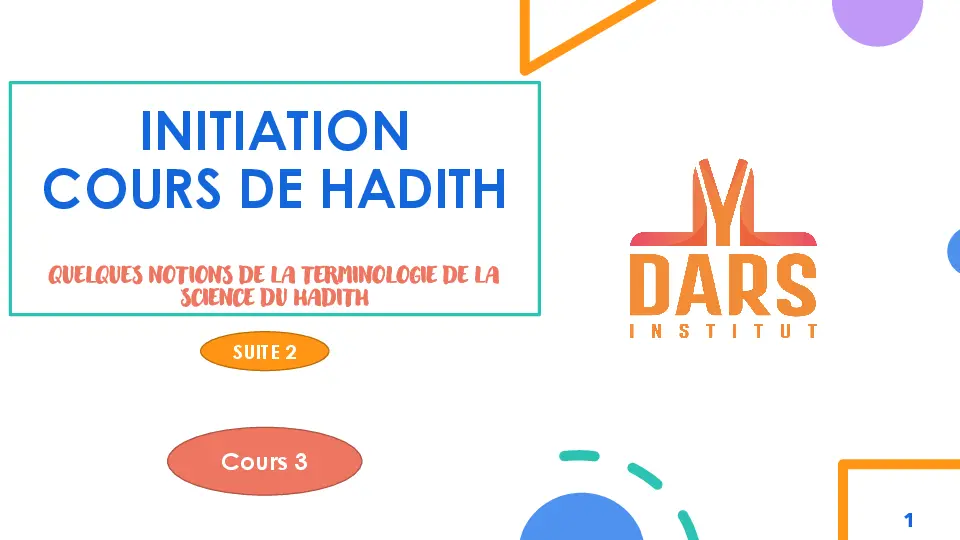 INITIATION
COURS DE HADITH
QUELQUES NOTIONS DE LA TERMINOLOGIE DE LA
SCIENCE DU HADITH
SUITE 2
Cours 3
DARS
INSTITUT
1